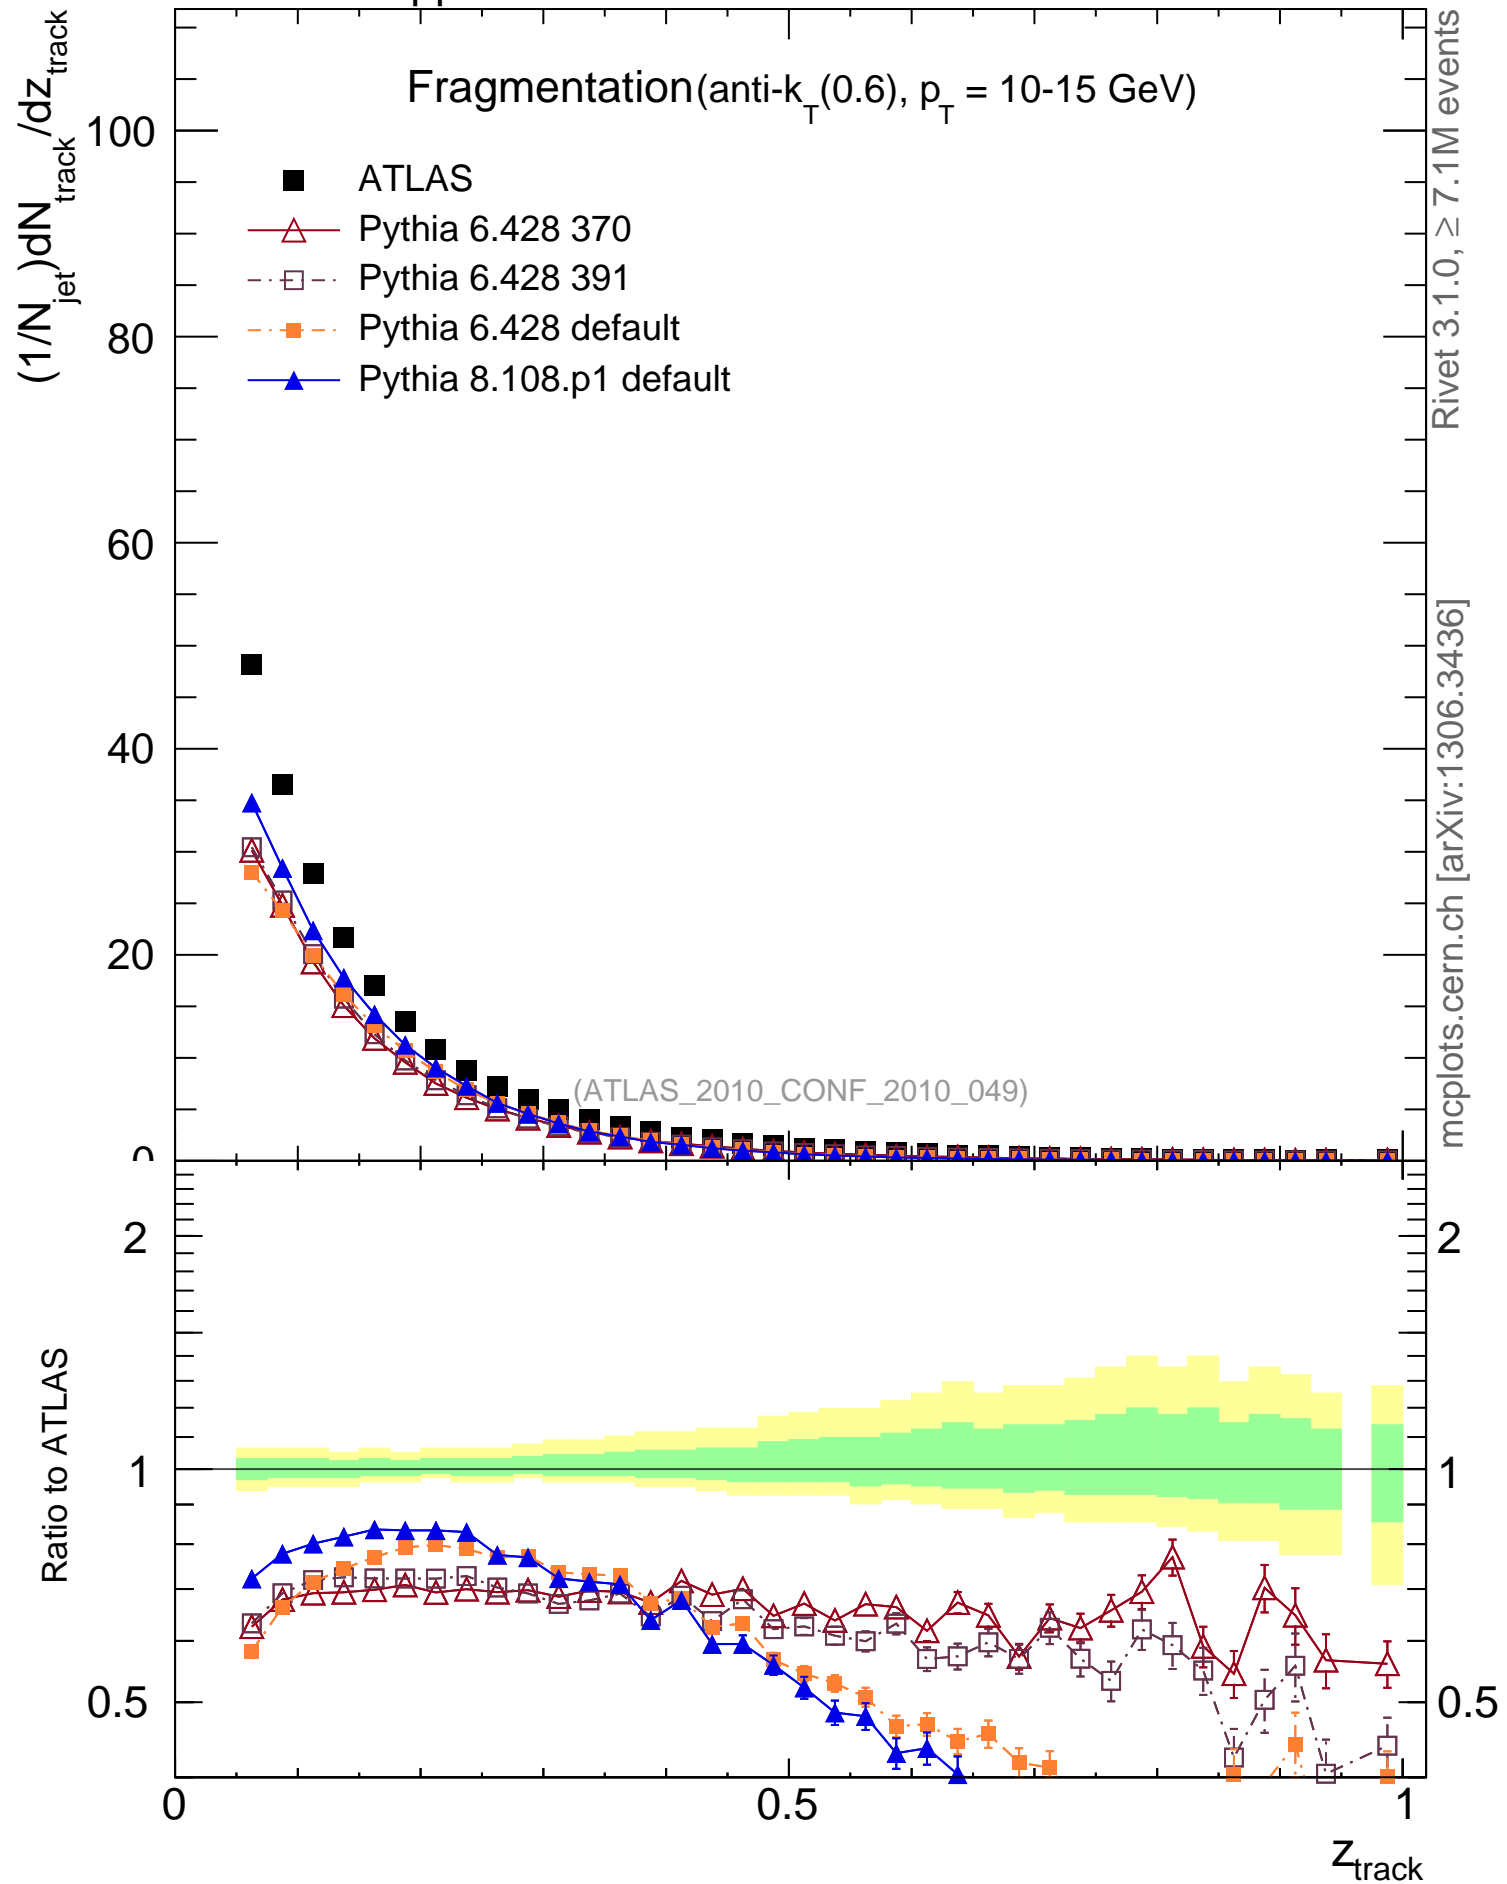 pp
Fragmentation (anti-k_T(0.6), p_T = 10-15 GeV)
(1/N_jet)dN_track/dz_track
ATLAS
Pythia 6.428 370
Pythia 6.428 391
Pythia 6.428 default
Pythia 8.108.p1 default
100
80
60
40
20
0
(ATLAS_2010_CONF_2010_049)
Rivet 3.1.0, ≥ 7.1M events
mcplots.cern.ch [arXiv:1306.3436]
Ratio to ATLAS
2
1
0.5
2
1
0.5
0
0.5
1
z_track